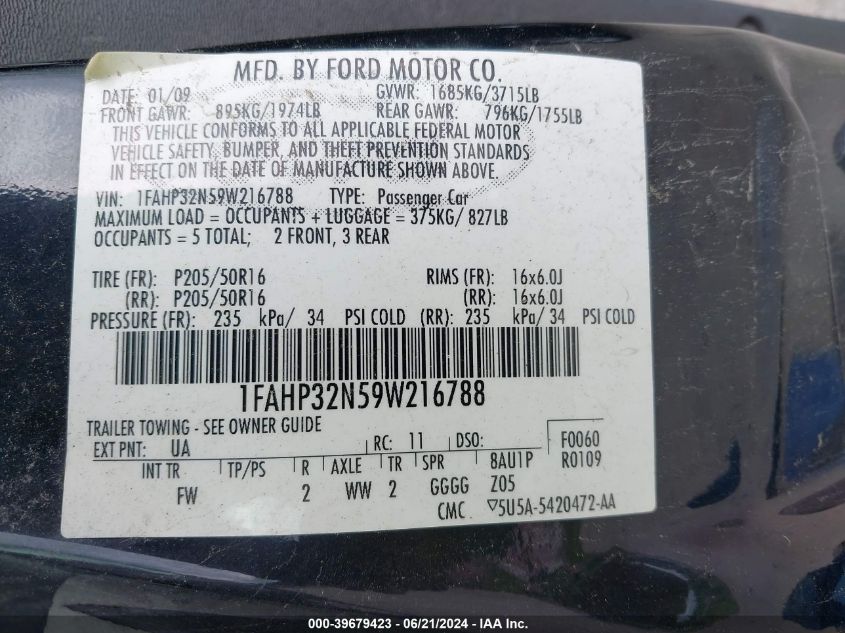 MFD. BY FORD MOTOR CO.
DATE: 01/09 GVWR: 1685KG/3715LB
FRONT GAWR: 895KG/1974LB REAR GAWR: 796KG/1755LB
THIS VEHICLE CONFORMS TO ALL APPLICABLE FEDERAL MOTOR
VEHICLE SAFETY, BUMPER, AND THEFT PREVENTION STANDARDS
IN EFFECT ON THE DATE OF MANUFACTURE SHOWN ABOVE.
VIN: 1FAHP32N59W216788 TYPE: Passenger Car
MAXIMUM LOAD = OCCUPANTS + LUGGAGE = 375KG/ 827LB
OCCUPANTS = 5 TOTAL; 2 FRONT, 3 REAR
TIRE (FR): P205/50R16 RIMS (FR): 16x6.0J
(RR): P205/50R16 (RR): 16x6.0J
PRESSURE (FR): 235 kPa/ 34 PSI COLD (RR): 235 kPa/ 34 PSI COLD
1FAHP32N59W216788
TRAILER TOWING - SEE OWNER GUIDE
EXT PNT: UA RC: 11 DSO: F0060
INT TR TP/PS R AXLE TR SPR 8AU1P R0109
FW 2 WW 2 GGGG Z05
CMC ▽5U5A-5420472-AA
000-39679423 - 06/21/2024 - IAA Inc.